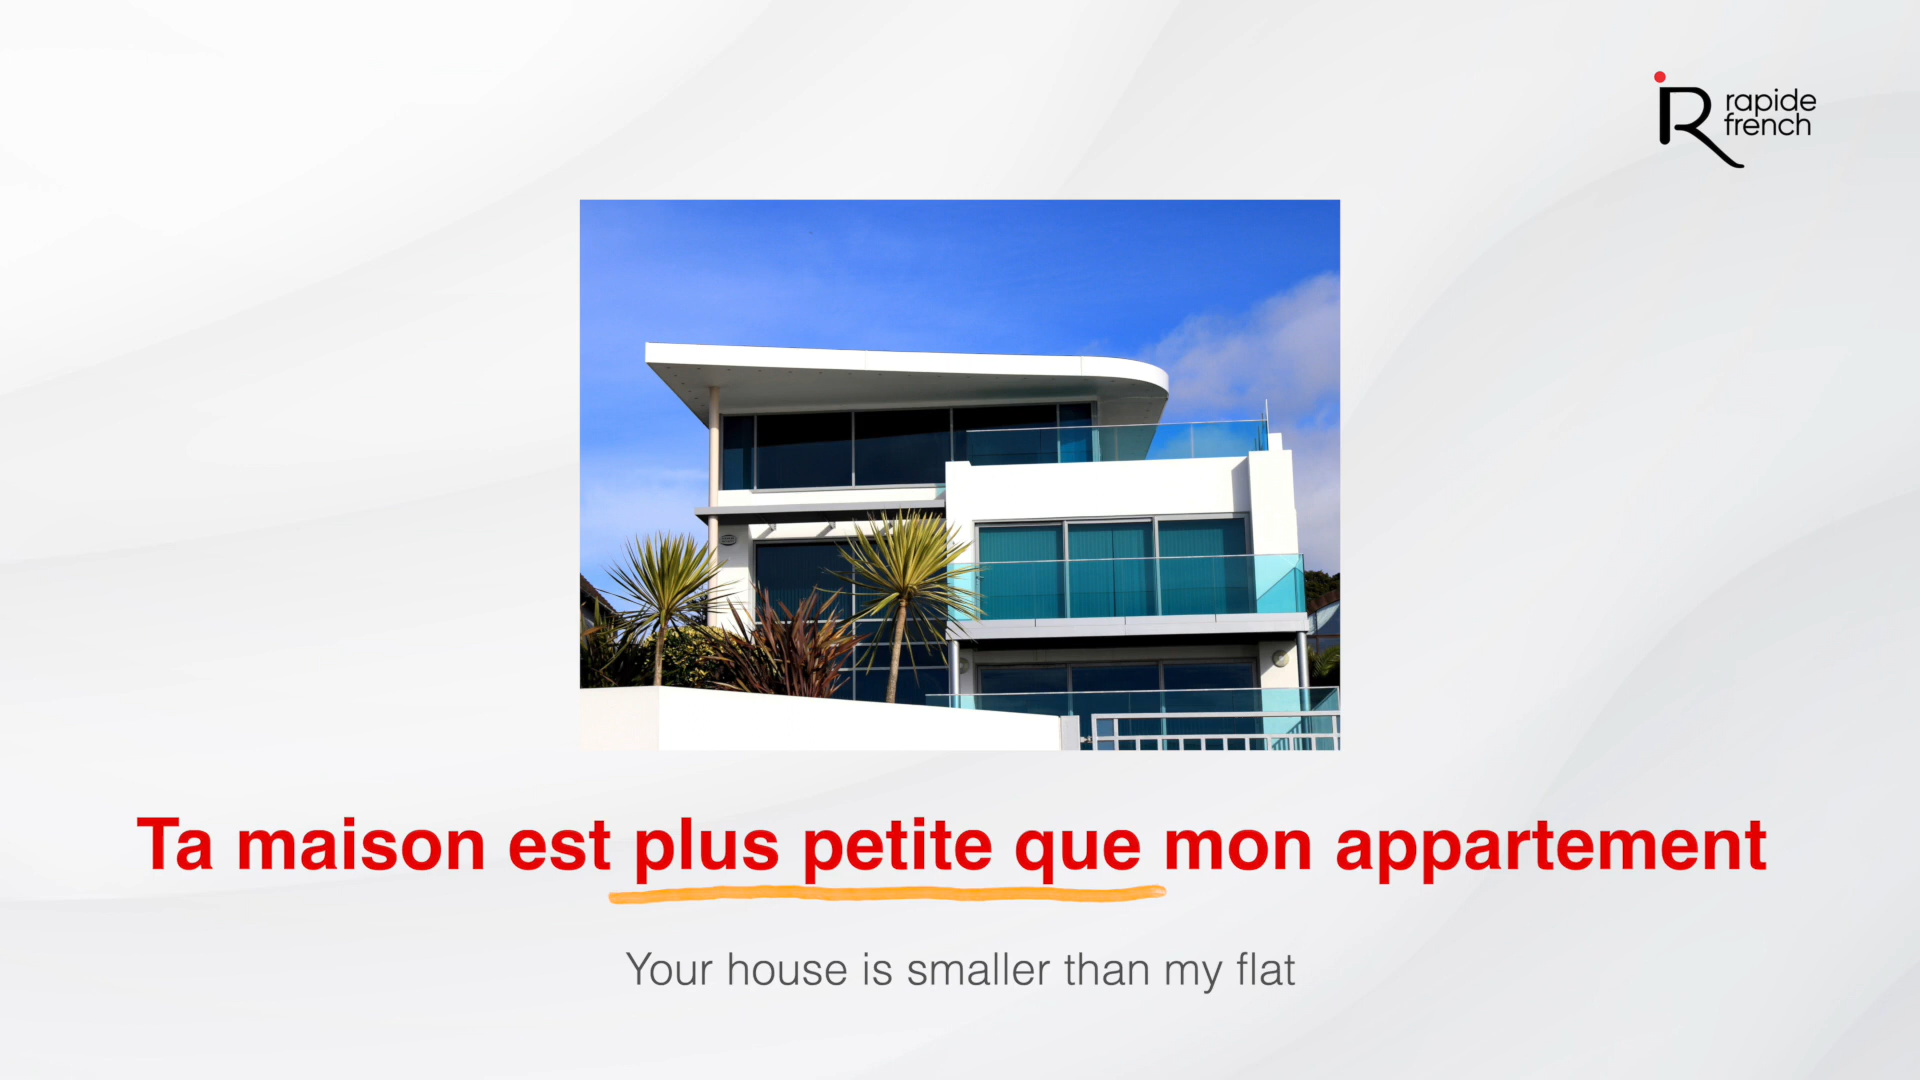 rapide
french
Ta maison est plus petite que mon appartement
Your house is smaller than my flat